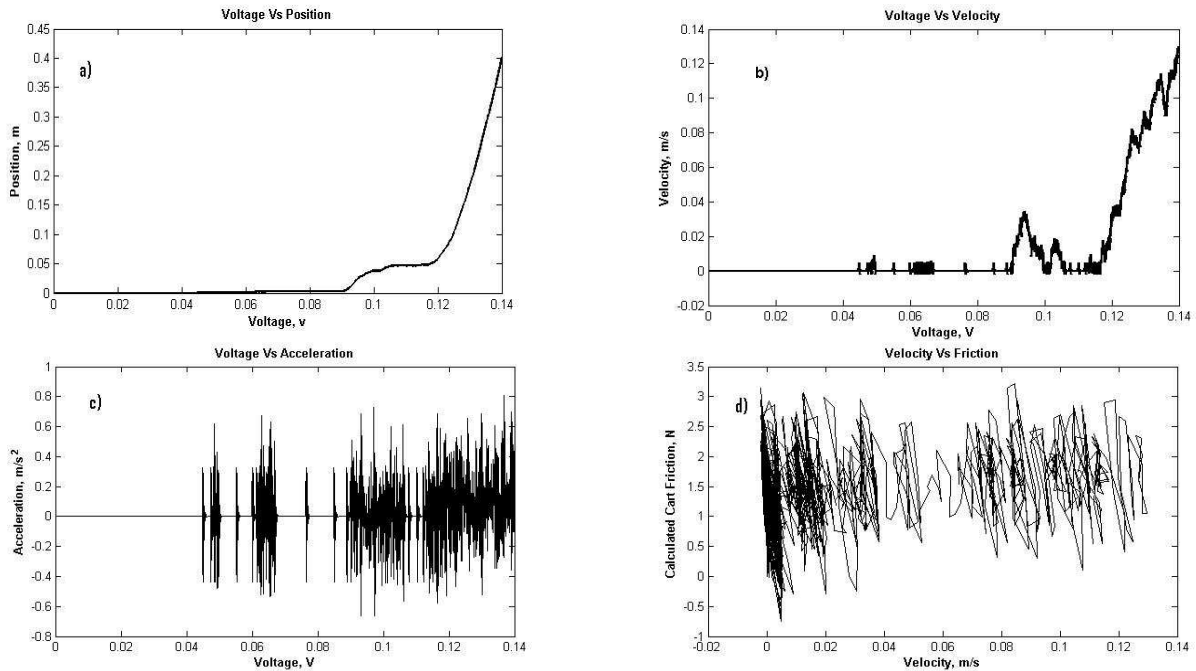 Voltage Vs Position
a)
0.45
0.4
0.35
0.3
0.25
0.2
0.15
0.1
0.05
0
Position, m
0 0.02 0.04 0.06 0.08 0.1 0.12 0.14
Voltage, v
Voltage Vs Velocity
b)
0.14
0.12
0.1
0.08
0.06
0.04
0.02
0
-0.02
Velocity, m/s
0 0.02 0.04 0.06 0.08 0.1 0.12 0.14
Voltage, V
Voltage Vs Acceleration
c)
1
0.8
0.6
0.4
0.2
0
-0.2
-0.4
-0.6
-0.8
Acceleration, m/s²
0 0.02 0.04 0.06 0.08 0.1 0.12 0.14
Voltage, V
Velocity Vs Friction
d)
3.5
3
2.5
2
1.5
1
0.5
0
-0.5
-1
Calculated Cart Friction, N
0 0.02 0.04 0.06 0.08 0.1 0.12 0.14
Velocity, m/s